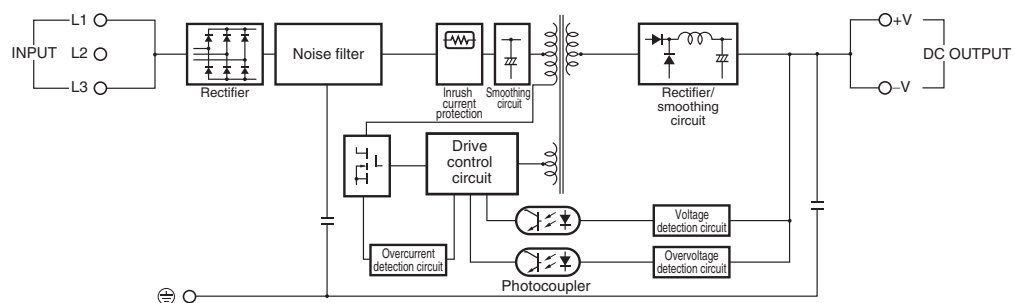 INPUT
L1
L2
L3
Rectifier
Noise filter
Inrush
current
protection
Smoothing
circuit
Rectifier/
smoothing
circuit
+V
−V
DC OUTPUT
Drive
control
circuit
Overcurrent
detection circuit
Voltage
detection circuit
Overvoltage
detection circuit
Photocoupler